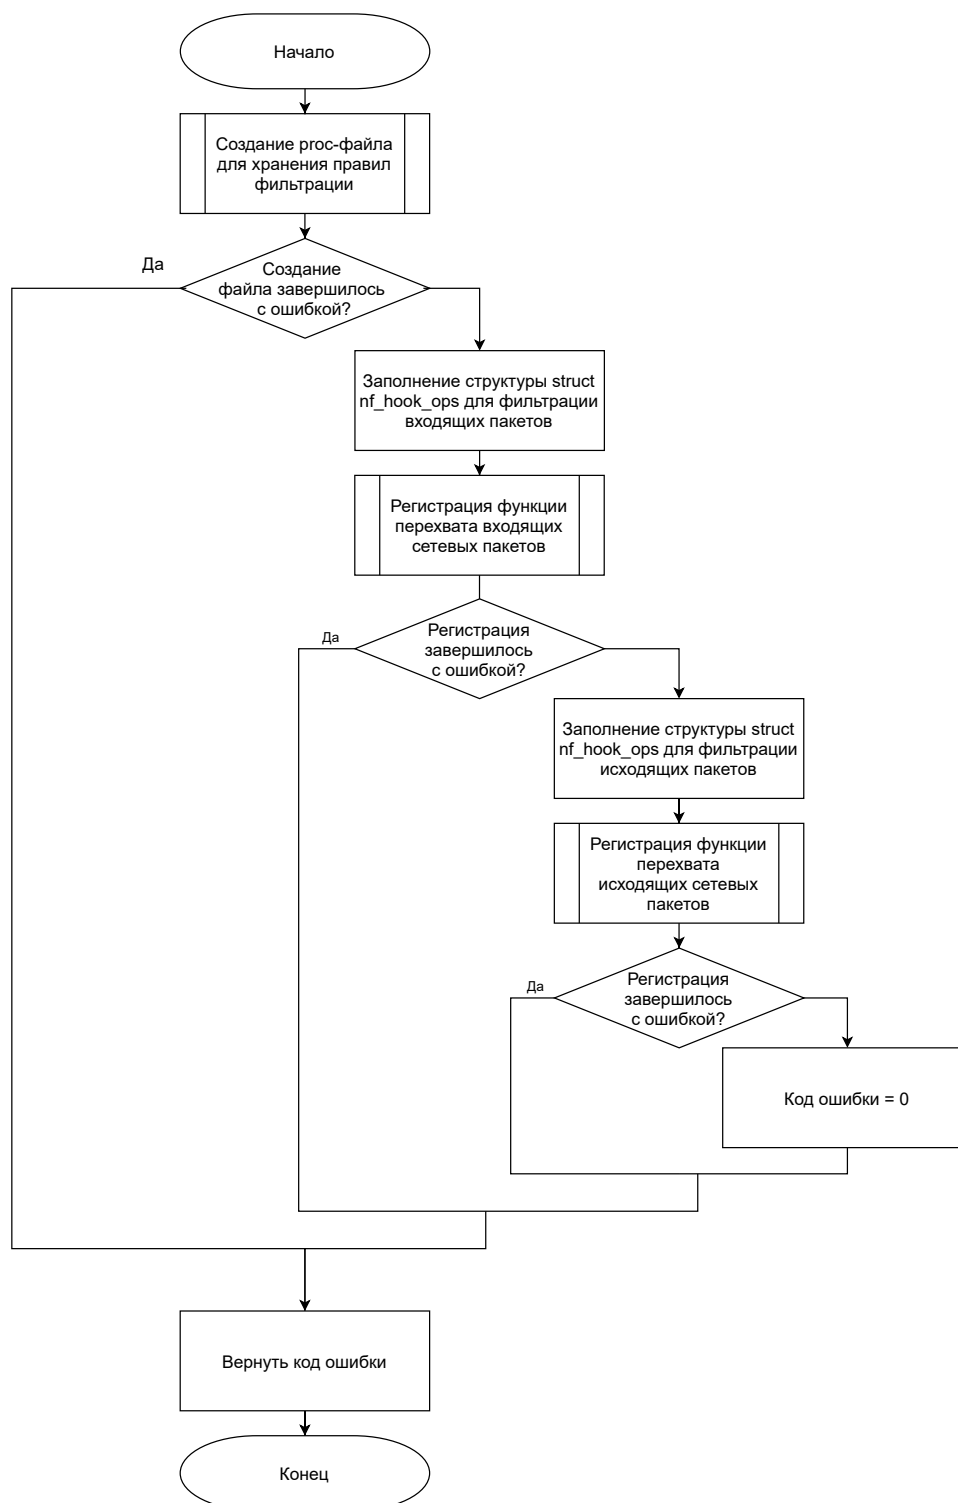 Начало
Создание proc-файла
для хранения правил
фильтрации
Да
Создание
файла завершилось
с ошибкой?
Заполнение структуры struct
nf_hook_ops для фильтрации
входящих пакетов
Регистрация функции
перехвата входящих
сетевых пакетов
Да
Регистрация
завершилось
с ошибкой?
Заполнение структуры struct
nf_hook_ops для фильтрации
исходящих пакетов
Регистрация функции
перехвата
исходящих сетевых
пакетов
Да
Регистрация
завершилось
с ошибкой?
Код ошибки = 0
Вернуть код ошибки
Конец